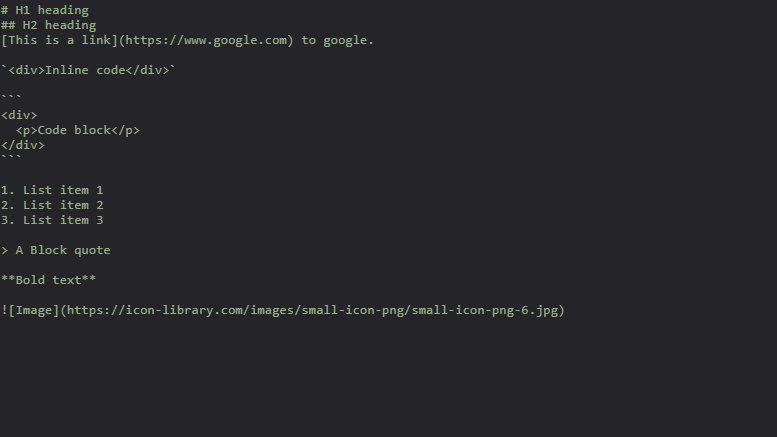 # H1 heading
## H2 heading
[This is a link](https://www.google.com) to google.
`<div>Inline code</div>`
```
<div>
  <p>Code block</p>
</div>
```
1. List item 1
2. List item 2
3. List item 3
> A Block quote
**Bold text**
![Image](https://icon-library.com/images/small-icon-png/small-icon-png-6.jpg)